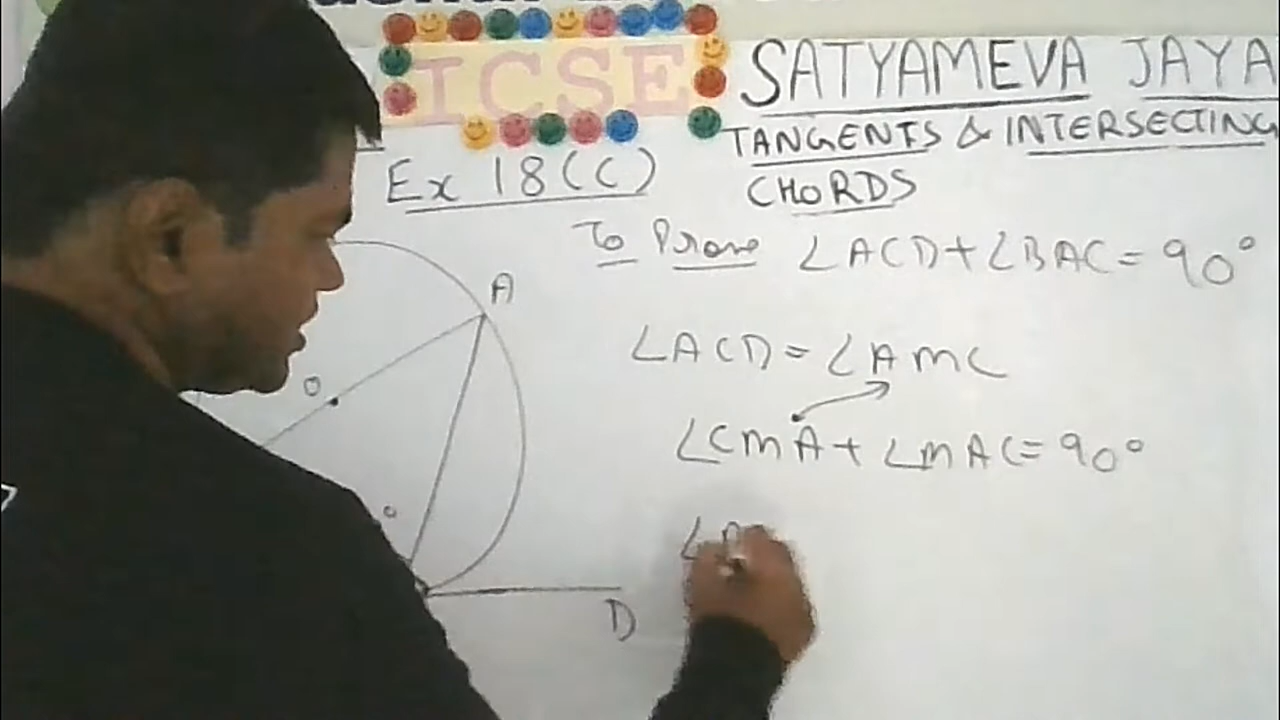 ICSE
SATYAMEVA JAYA
TANGENTS & INTERSECTING
CHORDS
Ex 18(C)
To Prove ∠ACD+∠BAC=90°
A
∠ACD=∠AMC
O
∠CMA+∠MAC=90°
D